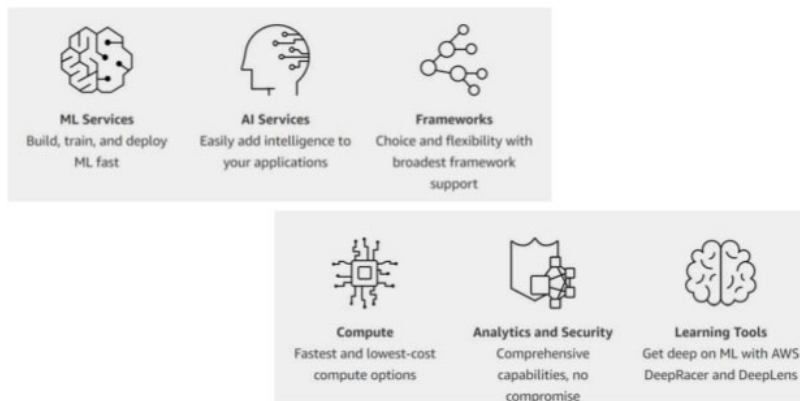 ML Services
Build, train, and deploy
ML fast
AI Services
Easily add intelligence to
your applications
Frameworks
Choice and flexibility with
broadest framework
support
Compute
Fastest and lowest-cost
compute options
Analytics and Security
Comprehensive
capabilities, no
compromise
Learning Tools
Get deep on ML with AWS
DeepRacer and DeepLens